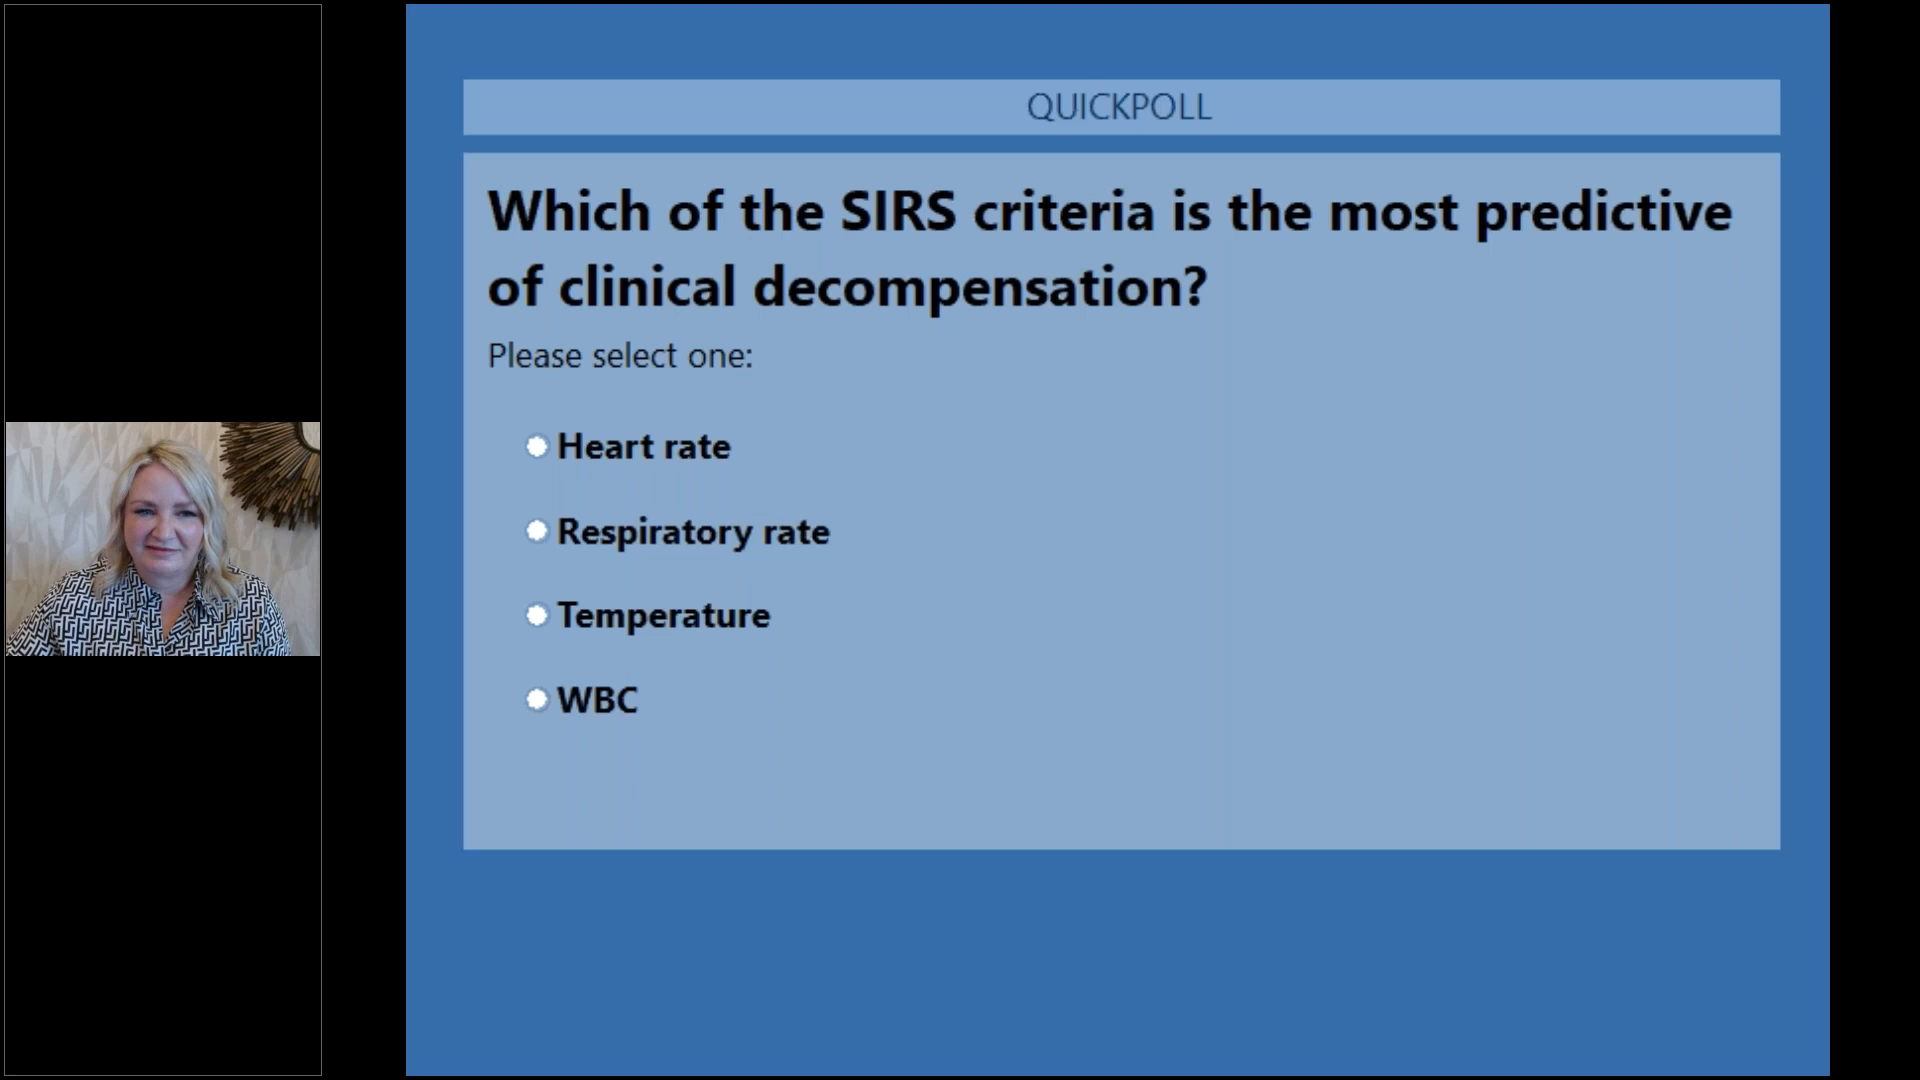 QUICKPOLL
Which of the SIRS criteria is the most predictive
of clinical decompensation?
Please select one:
Heart rate
Respiratory rate
Temperature
WBC